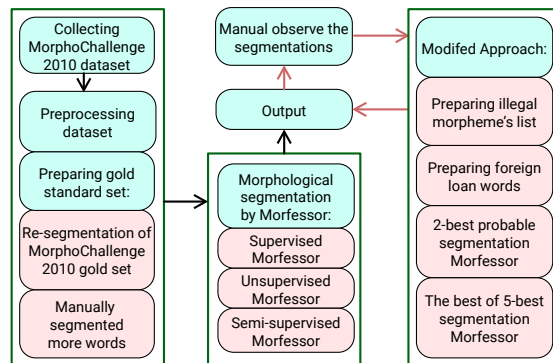 Collecting
MorphoChallenge
2010 dataset
Preprocessing
dataset
Preparing gold
standard set:
Re-segmentation of
MorphoChallenge
2010 gold set
Manually
segmented
more words
Manual observe the
segmentations
Output
Morphological
segmentation
by Morfessor:
Supervised
Morfessor
Unsupervised
Morfessor
Semi-supervised
Morfessor
Modifed Approach:
Preparing illegal
morpheme's list
Preparing foreign
loan words
2-best probable
segmentation
Morfessor
The best of 5-best
segmentation
Morfessor